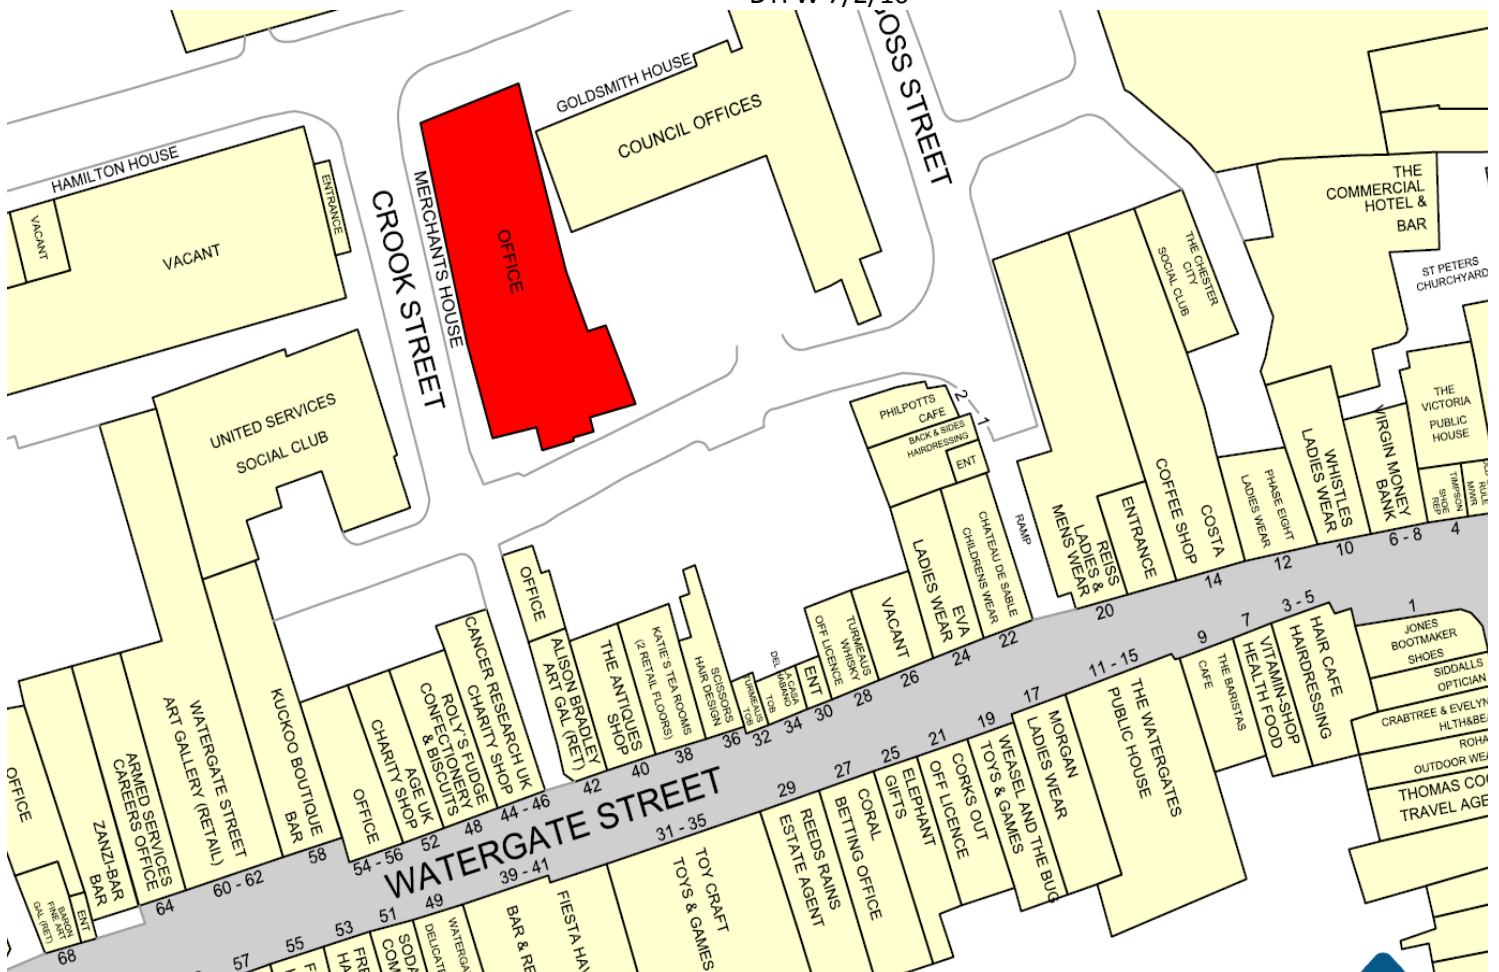 GOLDSMITH HOUSE
COUNCIL OFFICES
HAMILTON HOUSE
VACANT
VACANT
ENTRANCE
CROOK STREET
MERCHANTS HOUSE
OFFICE
THE
COMMERCIAL
HOTEL &
BAR
ST PETERS
CHURCHYARD
THE CHESTER
CITY
SOCIAL CLUB
UNITED SERVICES
SOCIAL CLUB
PHILPOTTS
CAFE
2
1
BACK & SIDES
HAIRDRESSING
ENT
RAMP
THE
VICTORIA
PUBLIC
HOUSE
VIRGIN MONEY
BANK
WHISTLES
LADIES WEAR
PHASE EIGHT
LADIES WEAR
COSTA
COFFEE SHOP
ENTRANCE
REISS
LADIES &
MENS WEAR
TIMPSON
SHOE
REP
4
6 - 8
10
12
14
20
22
24
26
28
30
34
32
36
38
40
42
44 - 46
48
52
54 - 56
58
60 - 62
64
68
CHATEAU DE SABLE
CHILDRENS WEAR
EVA
LADIES WEAR
VACANT
TURMEAUS
WHISKY
OFF LICENCE
ENT
TOB
TOB
SCISSORS
HAIR DESIGN
KATIE'S TEA ROOMS
(2 RETAIL FLOORS)
THE ANTIQUES
SHOP
ALISON BRADLEY
ART GAL (RET)
OFFICE
CANCER RESEARCH UK
CHARITY SHOP
ROLY'S FUDGE
CONFECTIONERY
& BISCUITS
AGE UK
CHARITY SHOP
OFFICE
KUCKOO BOUTIQUE
BAR
WATERGATE STREET
ART GALLERY (RETAIL)
ARMED SERVICES
CAREERS OFFICE
ZANZI-BAR
BAR
OFFICE
BARON
FINE ART
GAL (RET)
ENT
WATERGATE STREET
1
3 - 5
7
9
11 - 15
17
19
21
25
27
29
31 - 35
39 - 41
49
51
53
55
57
JONES
BOOTMAKER
SHOES
SIDDALLS
OPTICIAN
CRABTREE & EVELYN
OUTDOOR
THOMAS
TRAVEL
HAIR CAFE
HAIRDRESSING
VITAMIN-SHOP
HEALTH FOOD
THE BARISTAS
CAFE
THE WATERGATES
PUBLIC HOUSE
MORGAN
LADIES WEAR
WEASEL AND THE BUG
TOYS & GAMES
CORKS OUT
OFF LICENCE
ELEPHANT
GIFTS
CORAL
BETTING OFFICE
REEDS RAINS
ESTATE AGENT
TOY CRAFT
TOYS & GAMES
FIESTA
BAR &